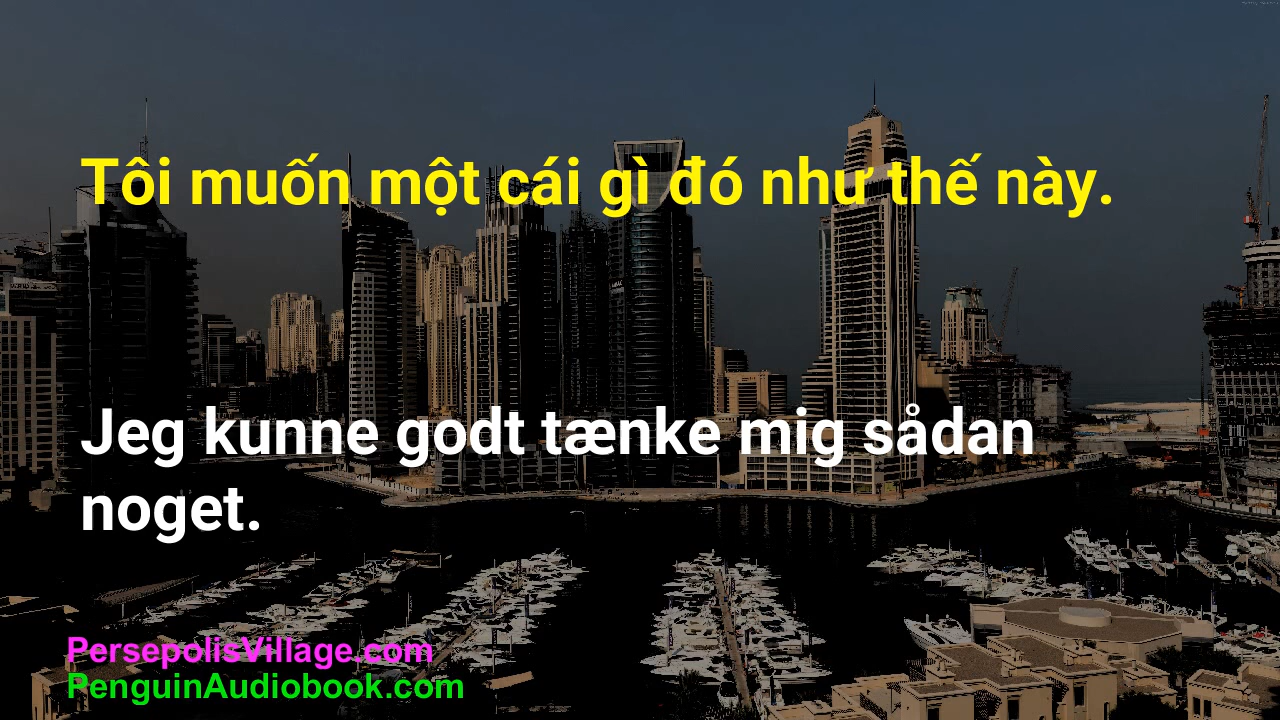 Tôi muốn một cái gì đó như thế này.
Jeg kunne godt tænke mig sådan
noget.
PersepolisVillage.com
PenguinAudiobook.com